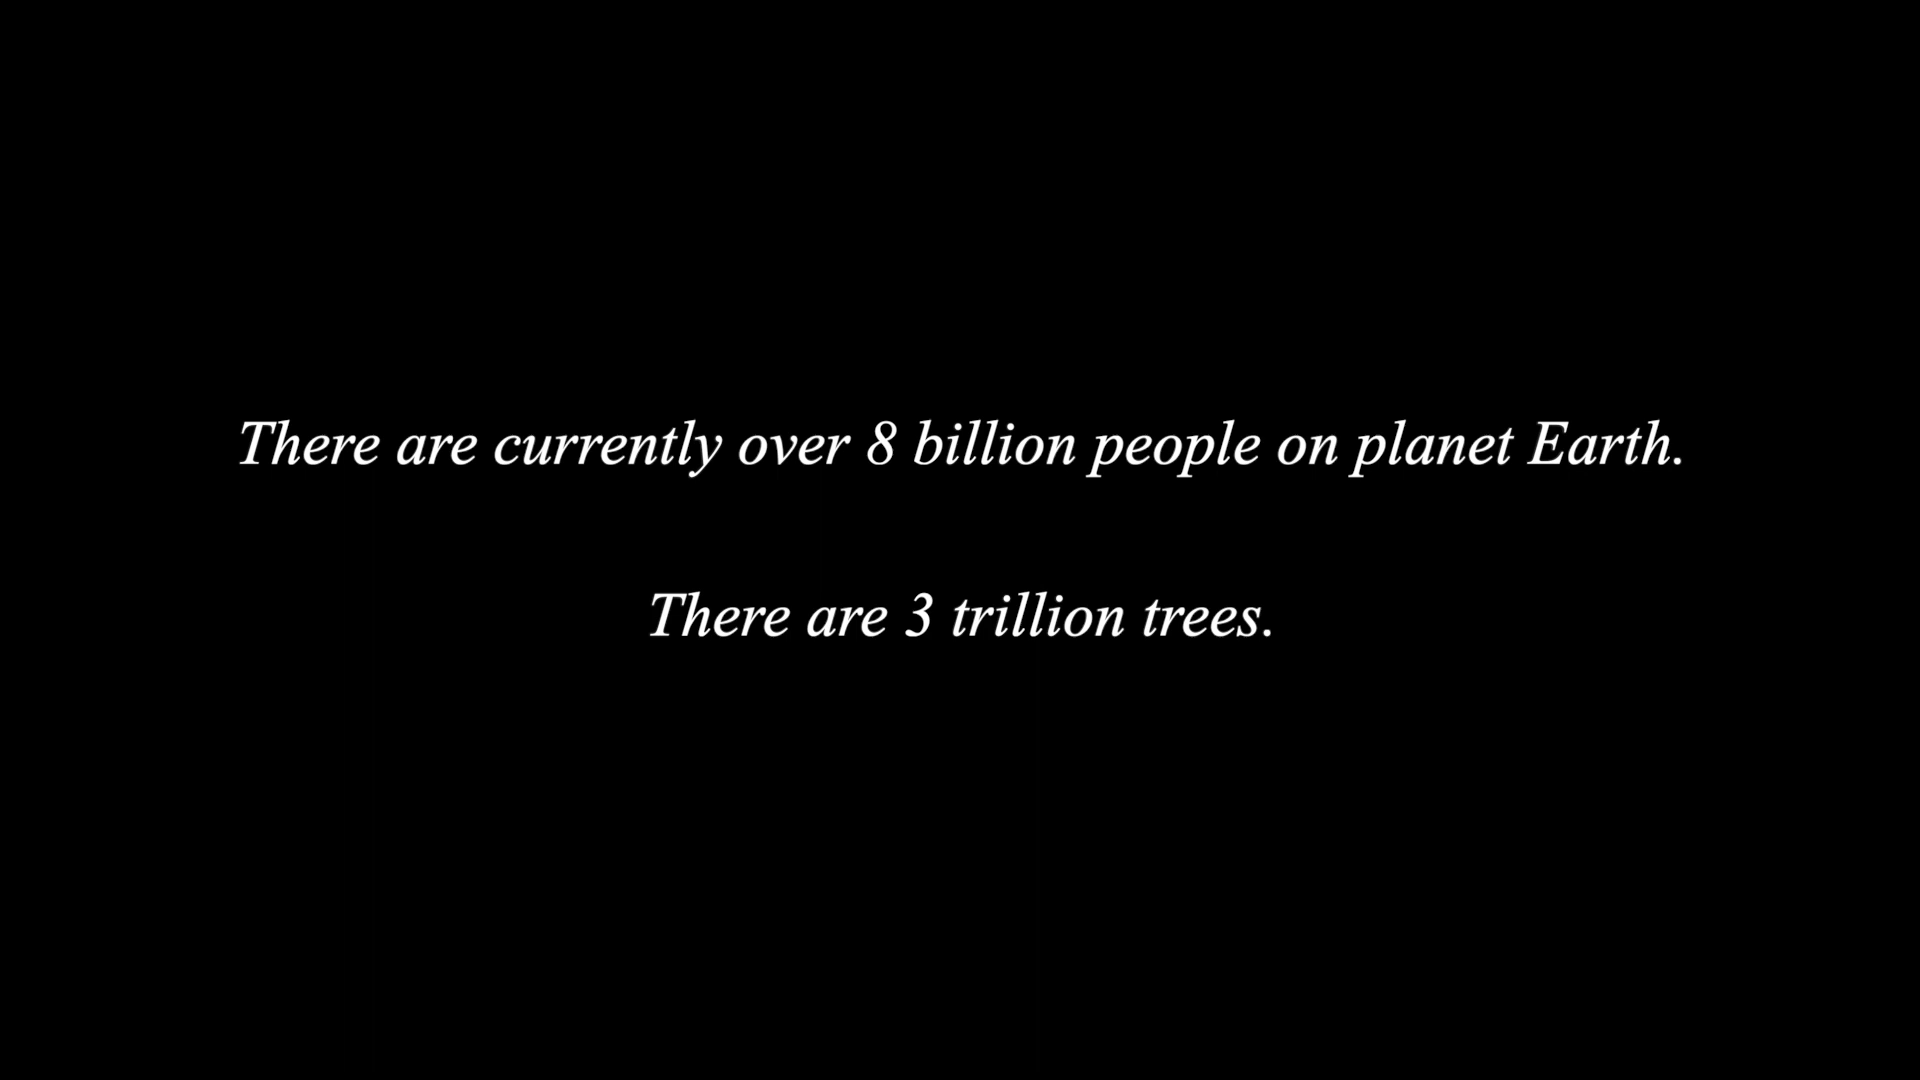 There are currently over 8 billion people on planet Earth.
There are 3 trillion trees.